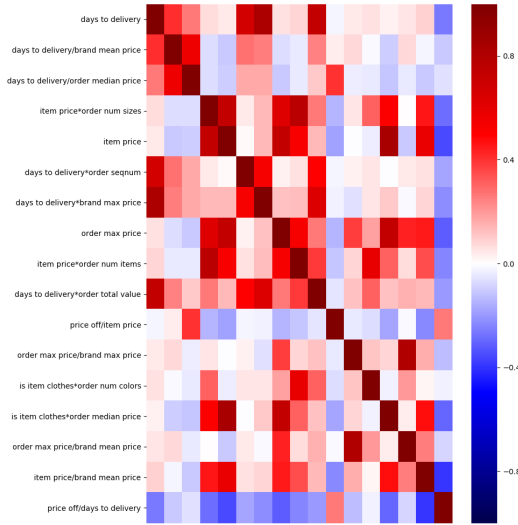 days to delivery
days to delivery/brand mean price
days to delivery/order median price
item price*order num sizes
item price
days to delivery*order seqnum
days to delivery*brand max price
order max price
item price*order num items
days to delivery*order total value
price off/item price
order max price/brand max price
is item clothes*order num colors
is item clothes*order median price
order max price/brand mean price
item price/brand mean price
price off/days to delivery
0.8
0.4
0.0
−0.4
−0.8